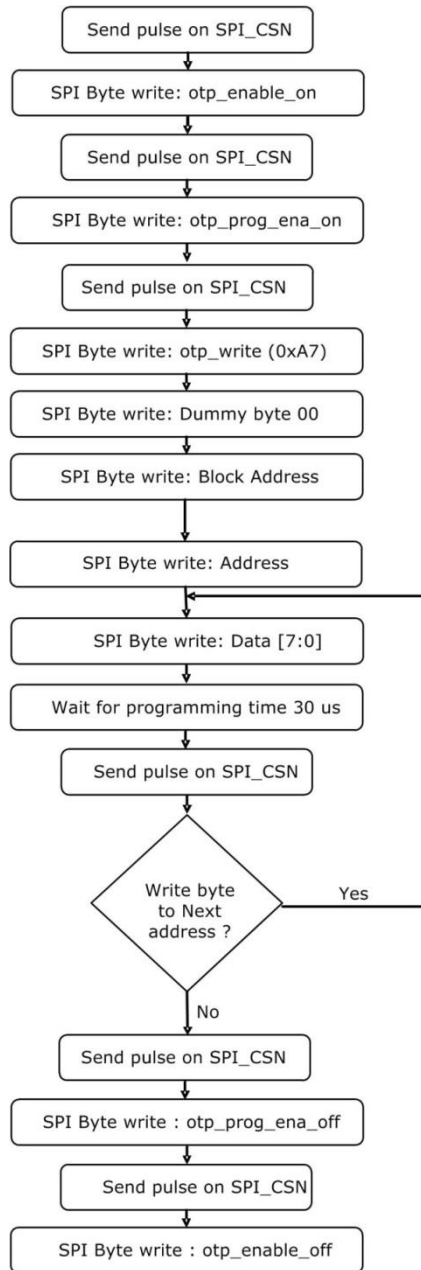 Send pulse on SPI_CSN
SPI Byte write: otp_enable_on
Send pulse on SPI_CSN
SPI Byte write: otp_prog_ena_on
Send pulse on SPI_CSN
SPI Byte write: otp_write (0xA7)
SPI Byte write: Dummy byte 00
SPI Byte write: Block Address
SPI Byte write: Address
SPI Byte write: Data [7:0]
Wait for programming time 30 us
Send pulse on SPI_CSN
Write byte
to Next
address ?
Yes
No
Send pulse on SPI_CSN
SPI Byte write : otp_prog_ena_off
Send pulse on SPI_CSN
SPI Byte write : otp_enable_off